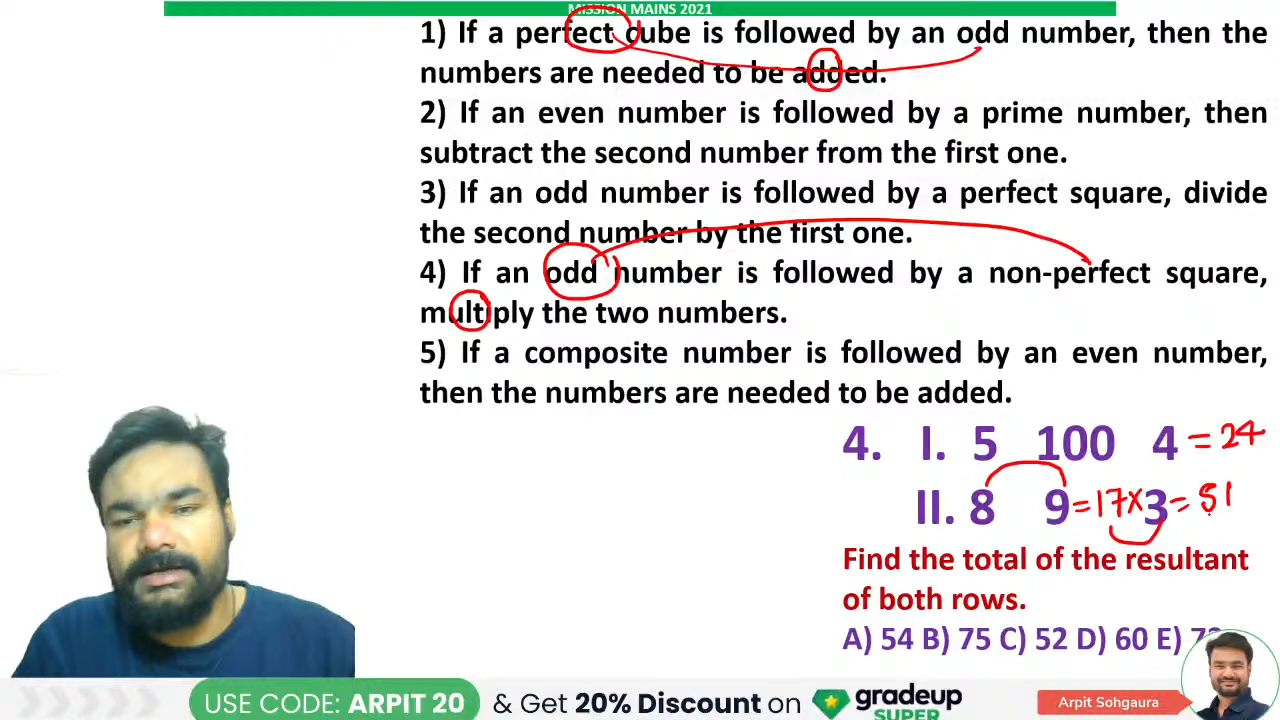 MISSION MAINS 2021
1) If a perfect cube is followed by an odd number, then the
numbers are needed to be added.
2) If an even number is followed by a prime number, then
subtract the second number from the first one.
3) If an odd number is followed by a perfect square, divide
the second number by the first one.
4) If an odd number is followed by a non-perfect square,
multiply the two numbers.
5) If a composite number is followed by an even number,
then the numbers are needed to be added.
4. I. 5 100 4 = 24
II. 8 9 = 17 x 3 = 51
Find the total of the resultant
of both rows.
A) 54 B) 75 C) 52 D) 60 E)
USE CODE: ARPIT 20 & Get 20% Discount on gradeup
SUPER
Arpit Sohgaura